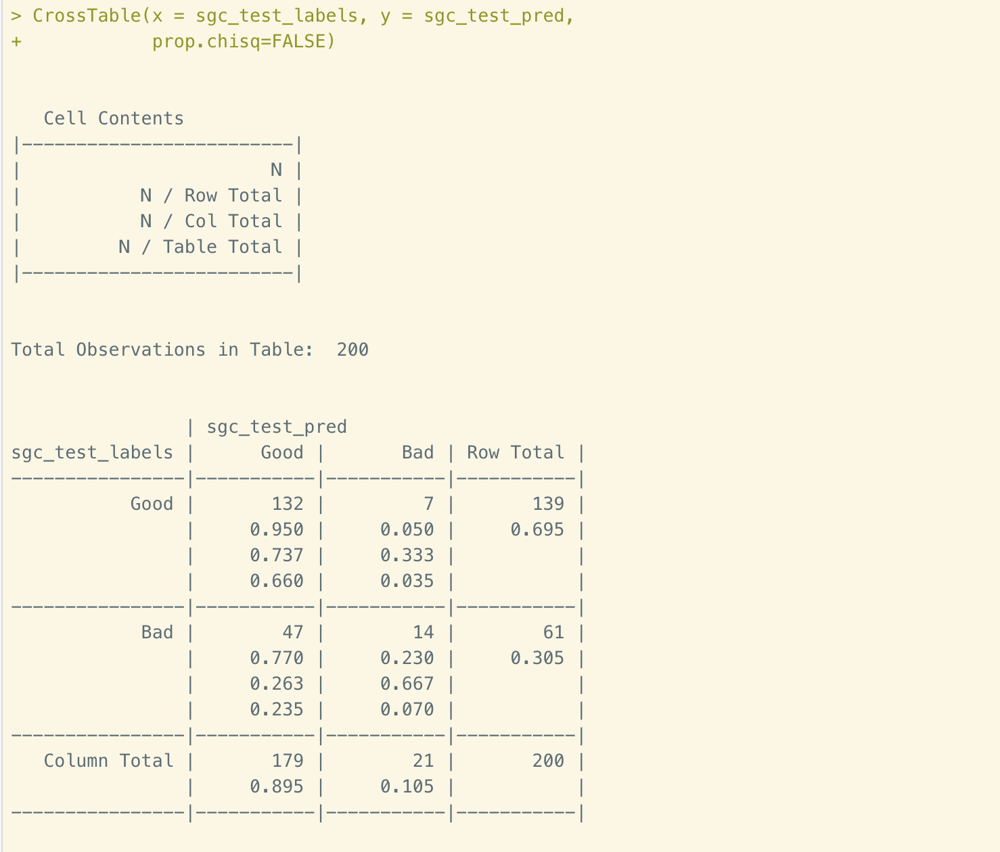 > CrossTable(x = sgc_test_labels, y = sgc_test_pred,
+            prop.chisq=FALSE)
   Cell Contents
|-------------------------|
|                       N |
|           N / Row Total |
|           N / Col Total |
|         N / Table Total |
|-------------------------|
Total Observations in Table:  200
                | sgc_test_pred
sgc_test_labels |      Good |       Bad | Row Total |
----------------|-----------|-----------|-----------|
           Good |       132 |         7 |       139 |
                |     0.950 |     0.050 |     0.695 |
                |     0.737 |     0.333 |           |
                |     0.660 |     0.035 |           |
----------------|-----------|-----------|-----------|
            Bad |        47 |        14 |        61 |
                |     0.770 |     0.230 |     0.305 |
                |     0.263 |     0.667 |           |
                |     0.235 |     0.070 |           |
----------------|-----------|-----------|-----------|
   Column Total |       179 |        21 |       200 |
                |     0.895 |     0.105 |           |
----------------|-----------|-----------|-----------|